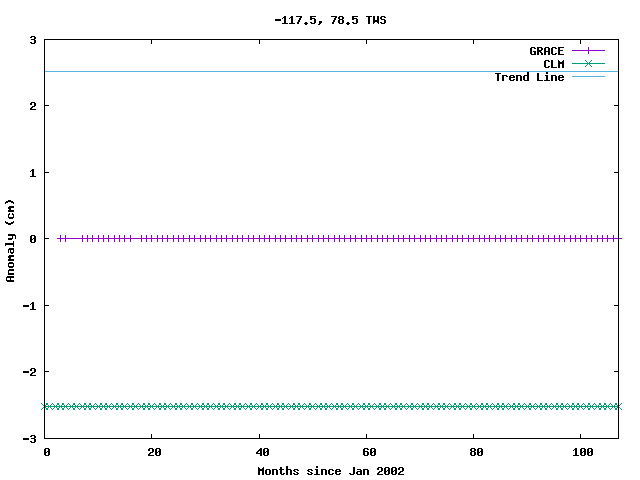 -117.5, 78.5 TWS
3
2
1
0
-1
-2
-3
Anomaly (cm)
GRACE
CLM
Trend Line
0 20 40 60 80 100
Months since Jan 2002